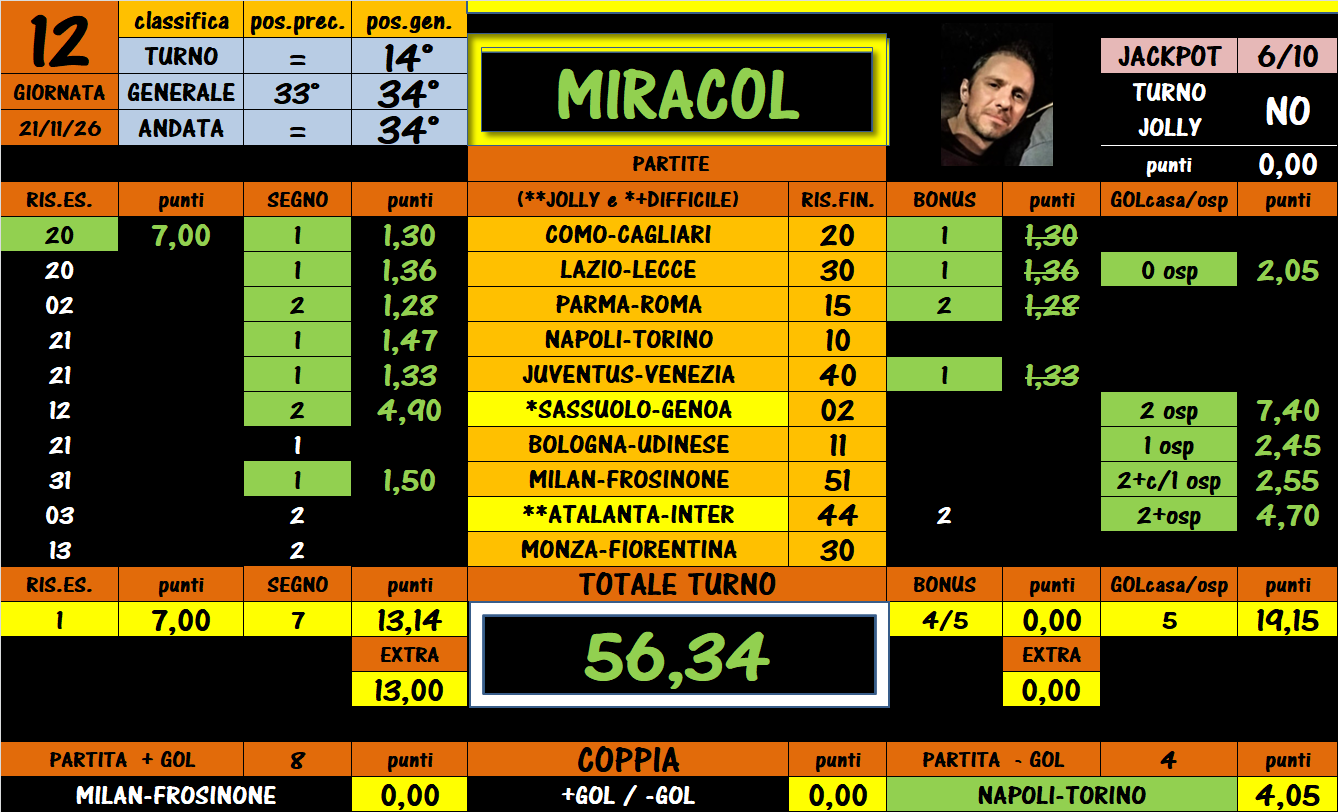 12 classifica pos.prec. pos.gen.
TURNO = 14°
GIORNATA GENERALE 33° 34°
21/11/26 ANDATA = 34°
MIRACOL
JACKPOT 6/10
TURNO
JOLLY
NO
punti 0,00
PARTITE
RIS.ES. punti SEGNO punti (**JOLLY e *+DIFFICILE) RIS.FIN. BONUS punti GOLcasa/osp punti
20 7,00 1 1,30 COMO-CAGLIARI 20 1 1,30
20 1 1,36 LAZIO-LECCE 30 1 1,36 0 osp 2,05
02 2 1,28 PARMA-ROMA 15 2 1,28
21 1 1,47 NAPOLI-TORINO 10
21 1 1,33 JUVENTUS-VENEZIA 40 1 1,33
12 2 4,90 *SASSUOLO-GENOA 02 2 osp 7,40
21 1 BOLOGNA-UDINESE 11 1 osp 2,45
31 1 1,50 MILAN-FROSINONE 51 2+c/1 osp 2,55
03 2 **ATALANTA-INTER 44 2 2+osp 4,70
13 2 MONZA-FIORENTINA 30
RIS.ES. punti SEGNO punti TOTALE TURNO BONUS punti GOLcasa/osp punti
1 7,00 7 13,14 56,34 4/5 0,00 5 19,15
EXTRA EXTRA
13,00 0,00
PARTITA + GOL 8 punti COPPIA punti PARTITA - GOL 4 punti
MILAN-FROSINONE 0,00 +GOL / -GOL 0,00 NAPOLI-TORINO 4,05